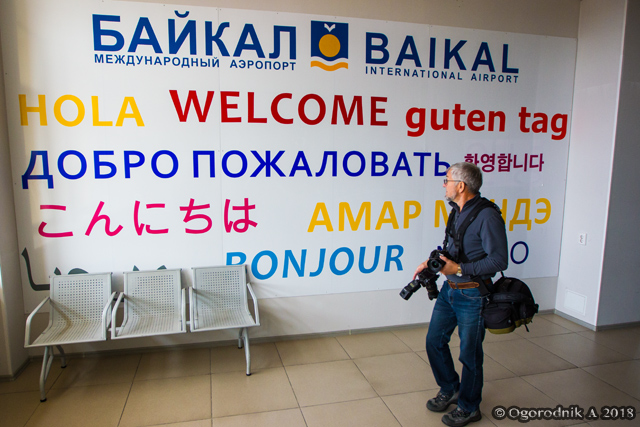 БАЙКАЛ
МЕЖДУНАРОДНЫЙ АЭРОПОРТ
BAIKAL
INTERNATIONAL AIRPORT
HOLA WELCOME guten tag
ДОБРО ПОЖАЛОВАТЬ 환영합니다
こんにちは АМАР
BONJOUR
© Ogorodnik A 2018